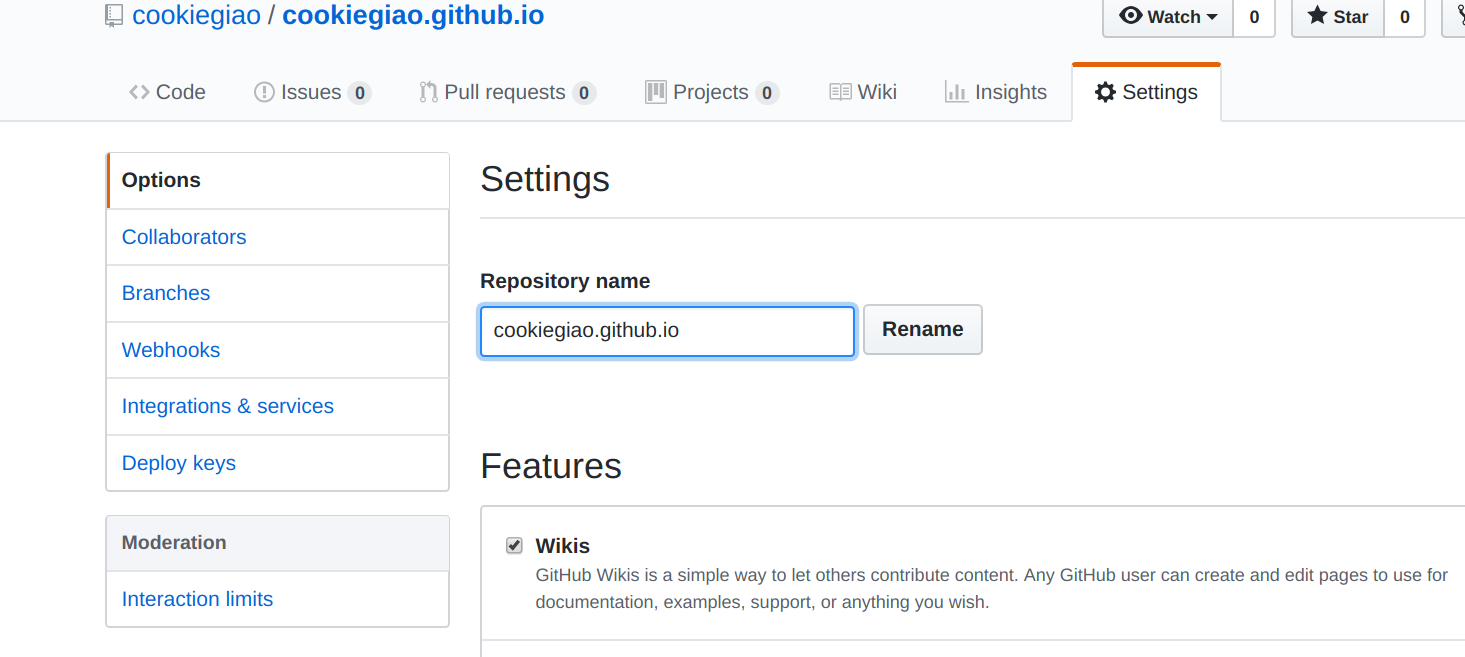 cookiegiao / cookiegiao.github.io
Watch 0 Star 0
Code Issues 0 Pull requests 0 Projects 0 Wiki Insights Settings
Options
Collaborators
Branches
Webhooks
Integrations & services
Deploy keys
Moderation
Interaction limits
Settings
Repository name
cookiegiao.github.io Rename
Features
Wikis
GitHub Wikis is a simple way to let others contribute content. Any GitHub user can create and edit pages to use for
documentation, examples, support, or anything you wish.